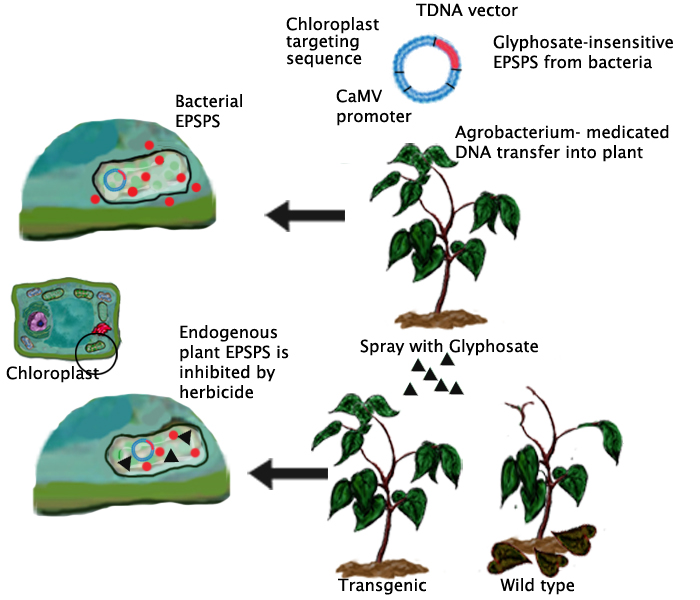 TDNA vector
Chloroplast
targeting
sequence
Glyphosate-insensitive
EPSPS from bacteria
CaMV
promoter
Bacterial
EPSPS
Agrobacterium- medicated
DNA transfer into plant
Endogenous
plant EPSPS is
inhibited by
herbicide
Spray with Glyphosate
Chloroplast
Transgenic
Wild type